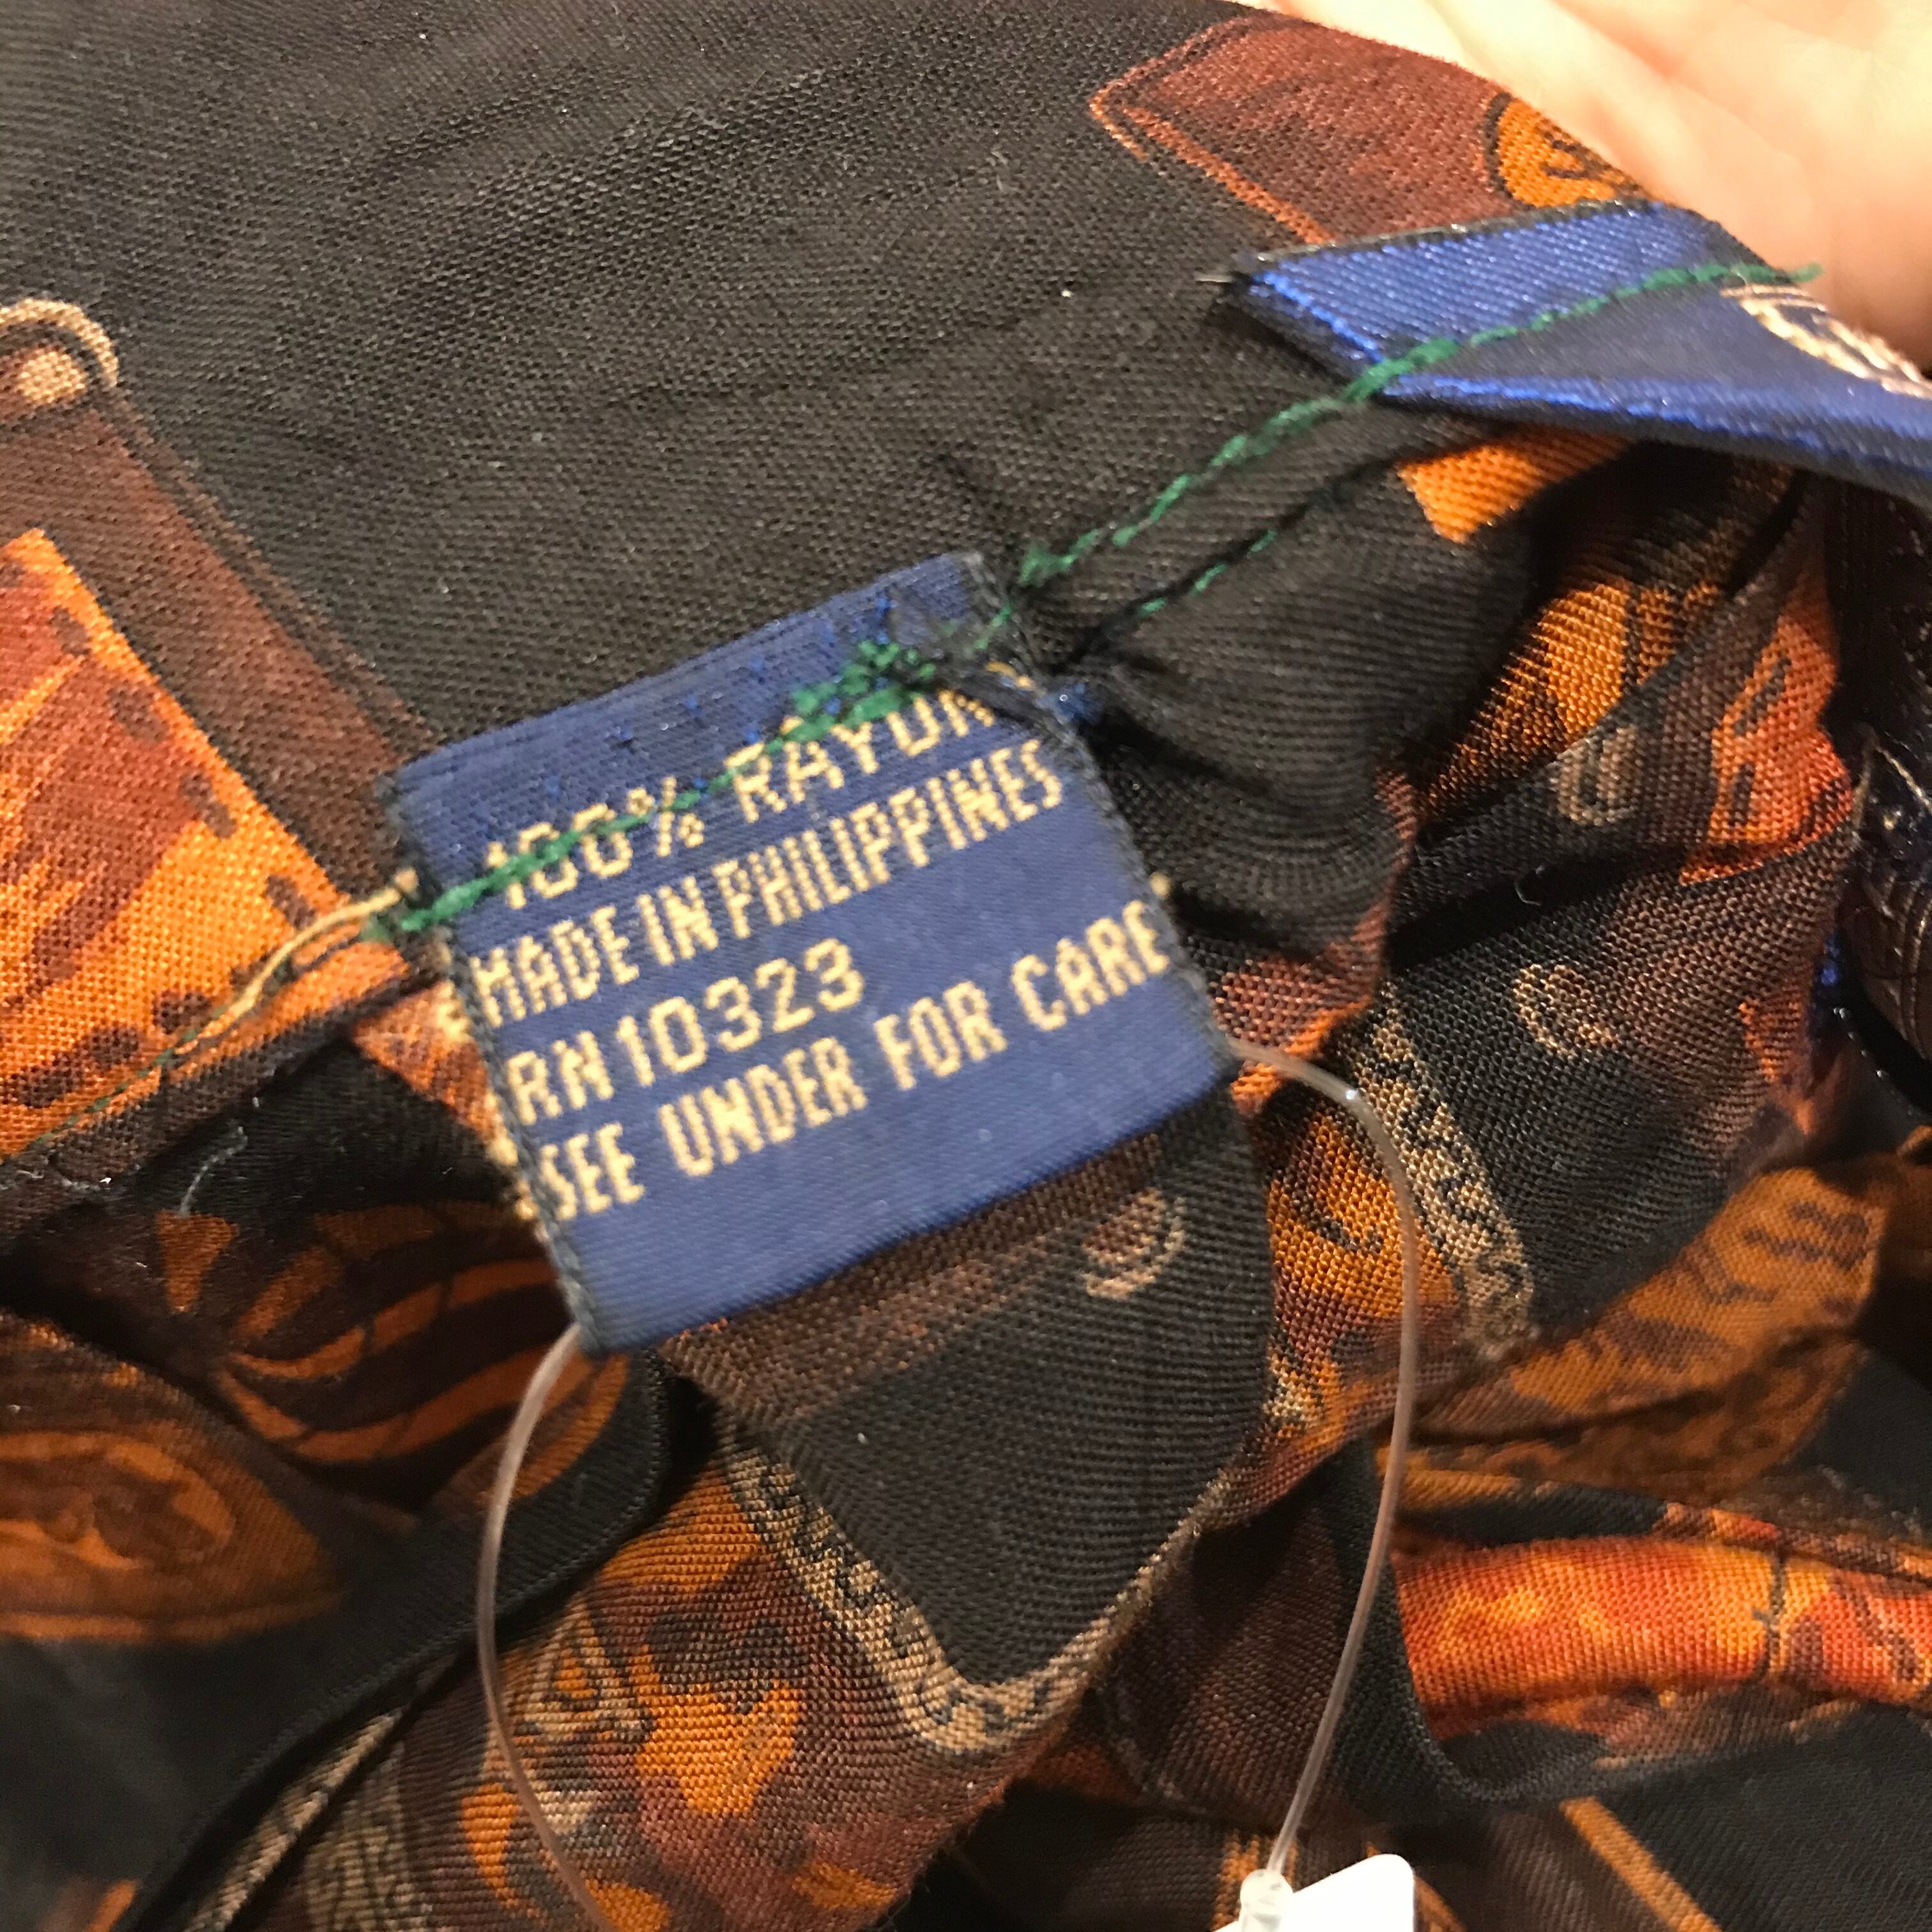 100% RAYON
MADE IN PHILIPPINES
RN 10323
SEE UNDER FOR CARE